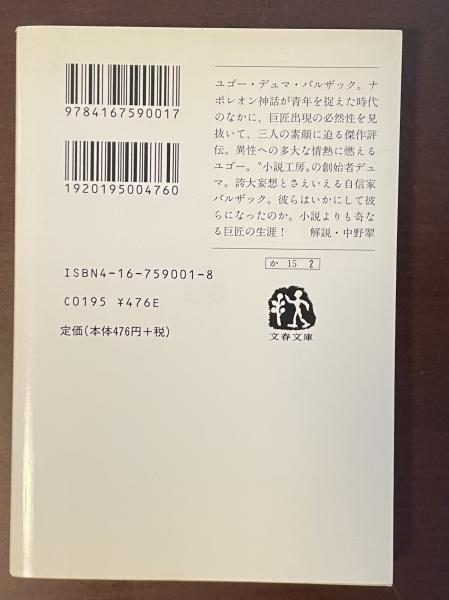 9784167590017
1920195004760
ISBN4-16-759001-8
C0195 ¥476E
定価(本体476円+税)
ユゴー・デュマ・バルザック。ナ
ポレオン神話が青年を捉えた時代
のなかに、巨匠出現の必然性を見
抜いて、三人の素顔に迫る傑作評
伝。異性への多大な情熱に燃える
ユゴー。〝小説工房〟の創始者デュ
マ。誇大妄想とさえいえる自信家
バルザック。彼らはいかにして彼
らになったのか。小説よりも奇な
る巨匠の生涯! 解説・中野翠
か 15 2
文春文庫